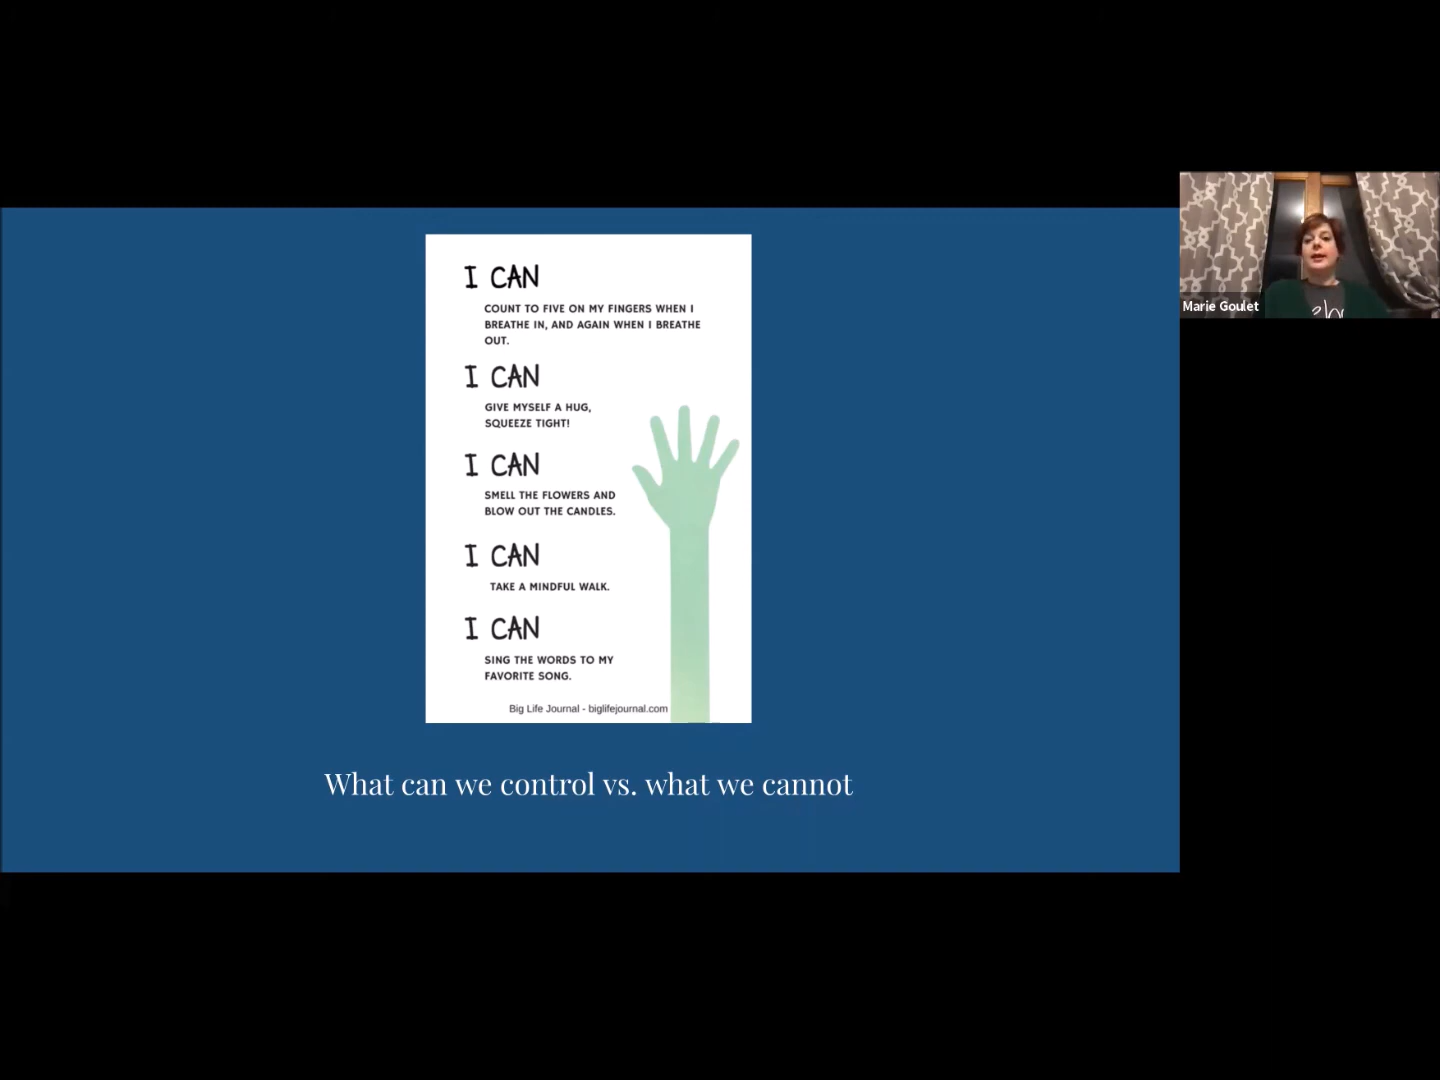 I CAN
COUNT TO FIVE ON MY FINGERS WHEN I
BREATHE IN, AND AGAIN WHEN I BREATHE
OUT.
I CAN
GIVE MYSELF A HUG,
SQUEEZE TIGHT!
I CAN
SMELL THE FLOWERS AND
BLOW OUT THE CANDLES.
I CAN
TAKE A MINDFUL WALK.
I CAN
SING THE WORDS TO MY
FAVORITE SONG.
Big Life Journal - biglifejournal.com
What can we control vs. what we cannot
Marie Goulet